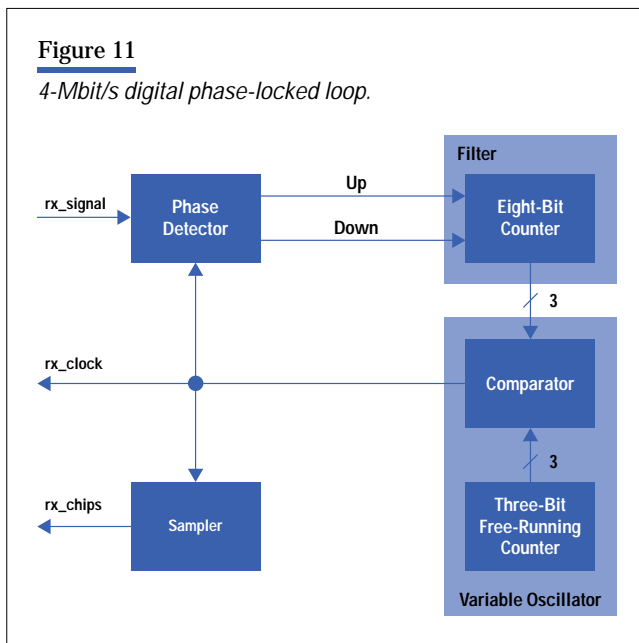 Figure 11
4-Mbit/s digital phase-locked loop.
Filter
rx_signal
Phase
Detector
Up
Down
Eight-Bit
Counter
3
rx_clock
Comparator
3
rx_chips
Sampler
Three-Bit
Free-Running
Counter
Variable Oscillator